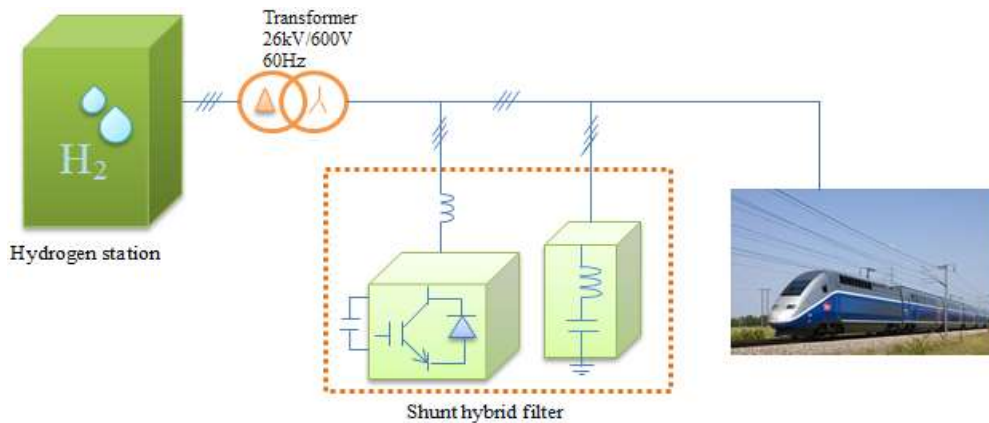 Transformer
26kV/600V
60Hz
H2
Hydrogen station
Shunt hybrid filter